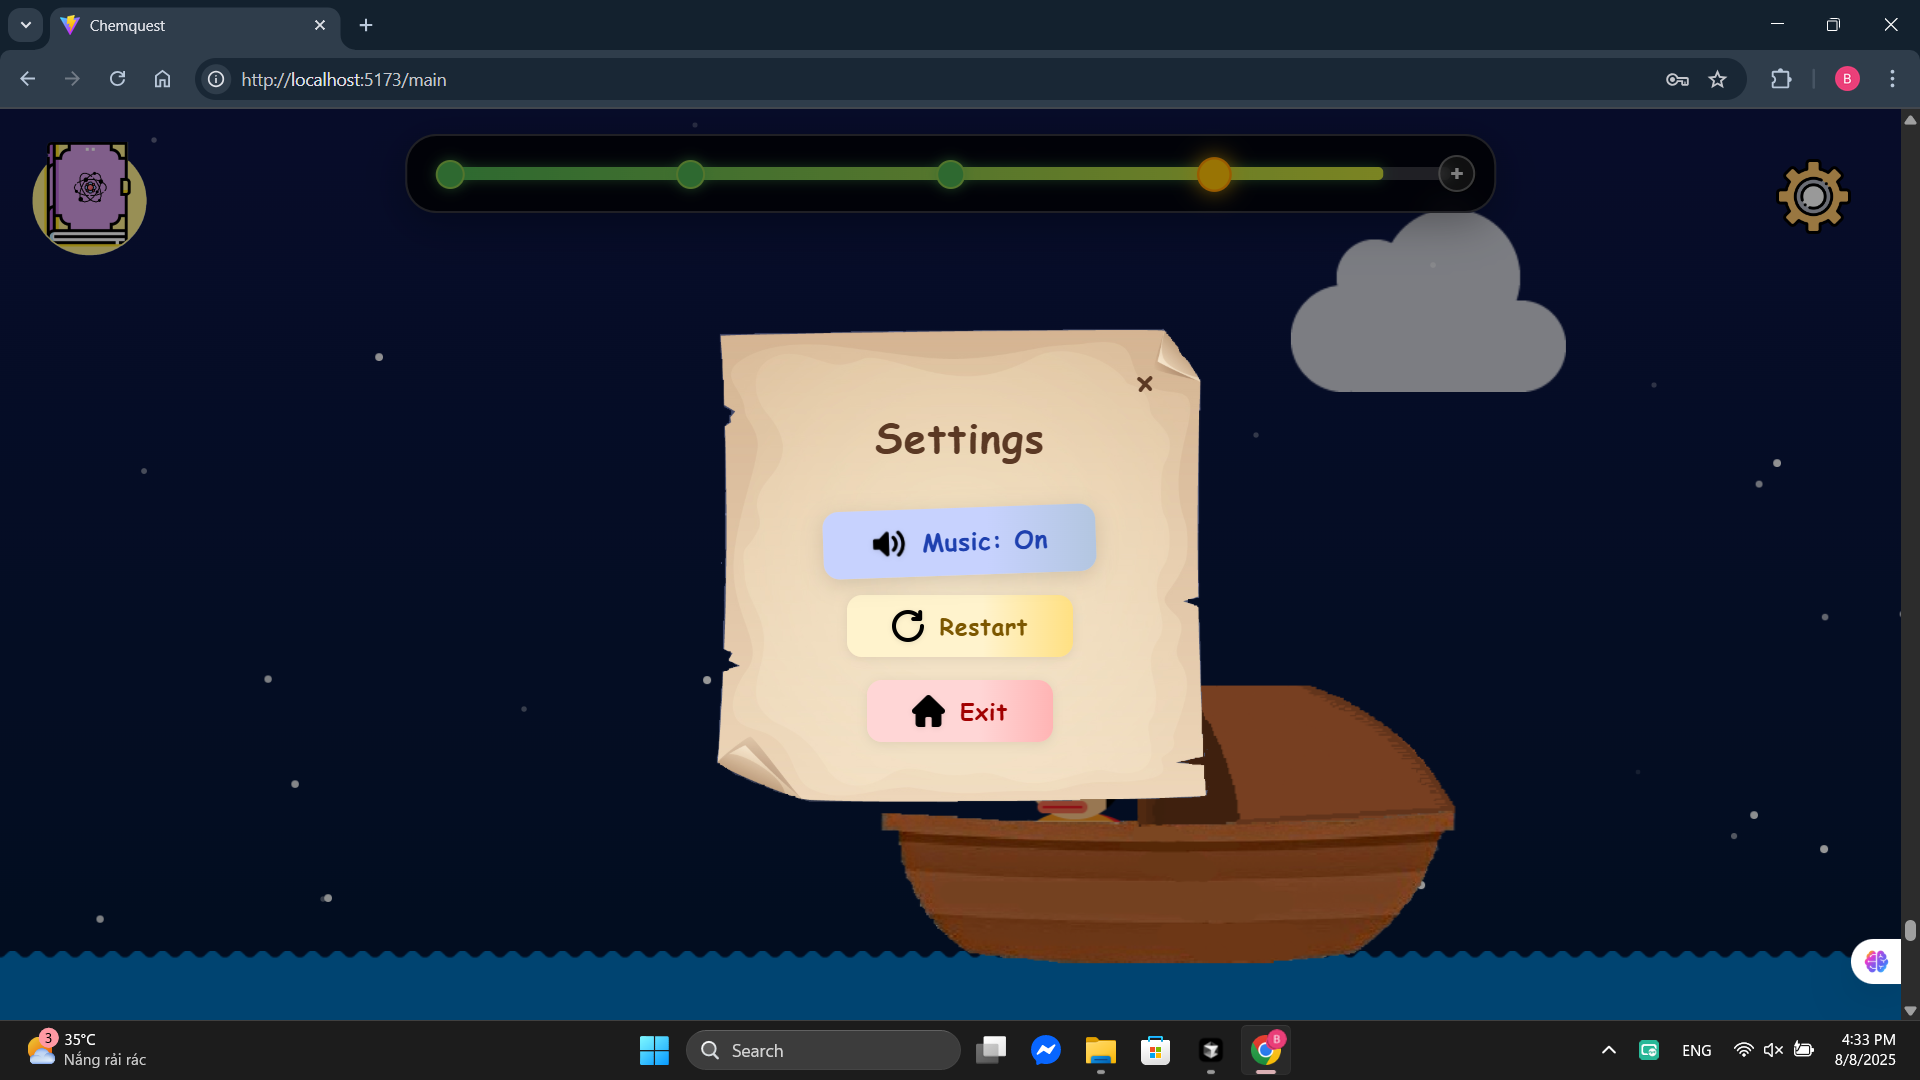 Chemquest
http://localhost:5173/main
B
Settings
Music: On
Restart
Exit
3
35°C
Nắng rải rác
Search
B
ENG
4:33 PM
8/8/2025